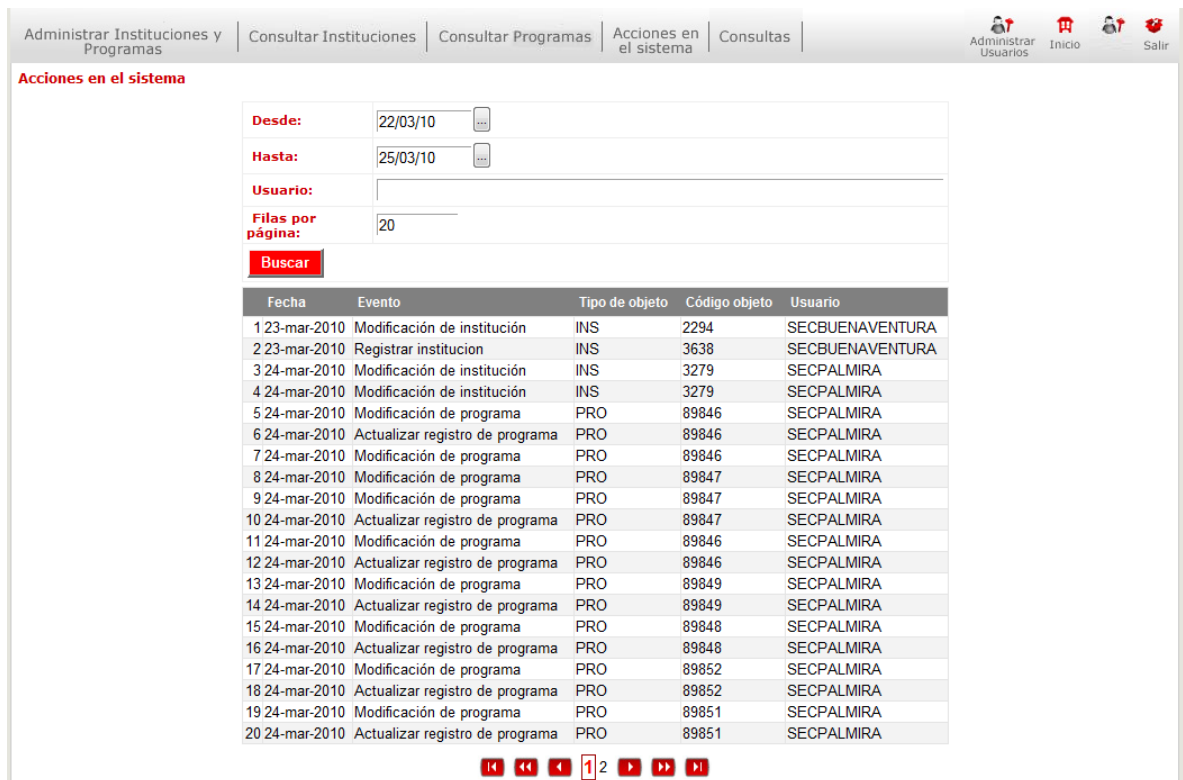 Administrar Instituciones y Programas Consultar Instituciones Consultar Programas Acciones en el sistema Consultas Administrar Usuarios Inicio Salir
Acciones en el sistema
Desde: 22/03/10 ...
Hasta: 25/03/10 ...
Usuario:
Filas por página: 20
Buscar
Fecha Evento Tipo de objeto Código objeto Usuario
1 23-mar-2010 Modificación de institución INS 2294 SECBUENAVENTURA
2 23-mar-2010 Registrar institucion INS 3638 SECBUENAVENTURA
3 24-mar-2010 Modificación de institución INS 3279 SECPALMIRA
4 24-mar-2010 Modificación de institución INS 3279 SECPALMIRA
5 24-mar-2010 Modificación de programa PRO 89846 SECPALMIRA
6 24-mar-2010 Actualizar registro de programa PRO 89846 SECPALMIRA
7 24-mar-2010 Modificación de programa PRO 89846 SECPALMIRA
8 24-mar-2010 Modificación de programa PRO 89847 SECPALMIRA
9 24-mar-2010 Modificación de programa PRO 89847 SECPALMIRA
10 24-mar-2010 Actualizar registro de programa PRO 89847 SECPALMIRA
11 24-mar-2010 Modificación de programa PRO 89846 SECPALMIRA
12 24-mar-2010 Actualizar registro de programa PRO 89846 SECPALMIRA
13 24-mar-2010 Modificación de programa PRO 89849 SECPALMIRA
14 24-mar-2010 Actualizar registro de programa PRO 89849 SECPALMIRA
15 24-mar-2010 Modificación de programa PRO 89848 SECPALMIRA
16 24-mar-2010 Actualizar registro de programa PRO 89848 SECPALMIRA
17 24-mar-2010 Modificación de programa PRO 89852 SECPALMIRA
18 24-mar-2010 Actualizar registro de programa PRO 89852 SECPALMIRA
19 24-mar-2010 Modificación de programa PRO 89851 SECPALMIRA
20 24-mar-2010 Actualizar registro de programa PRO 89851 SECPALMIRA
1 2